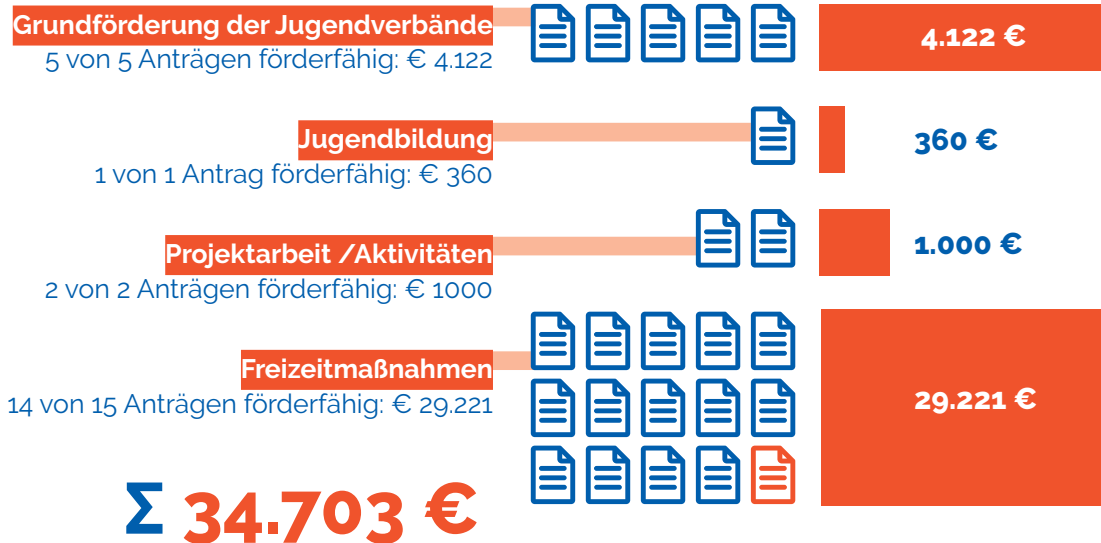 Grundförderung der Jugendverbände
5 von 5 Anträgen förderfähig: € 4.122
4.122 €
Jugendbildung
1 von 1 Antrag förderfähig: € 360
360 €
Projektarbeit /Aktivitäten
2 von 2 Anträgen förderfähig: € 1000
1.000 €
Freizeitmaßnahmen
14 von 15 Anträgen förderfähig: € 29.221
29.221 €
Σ 34.703 €